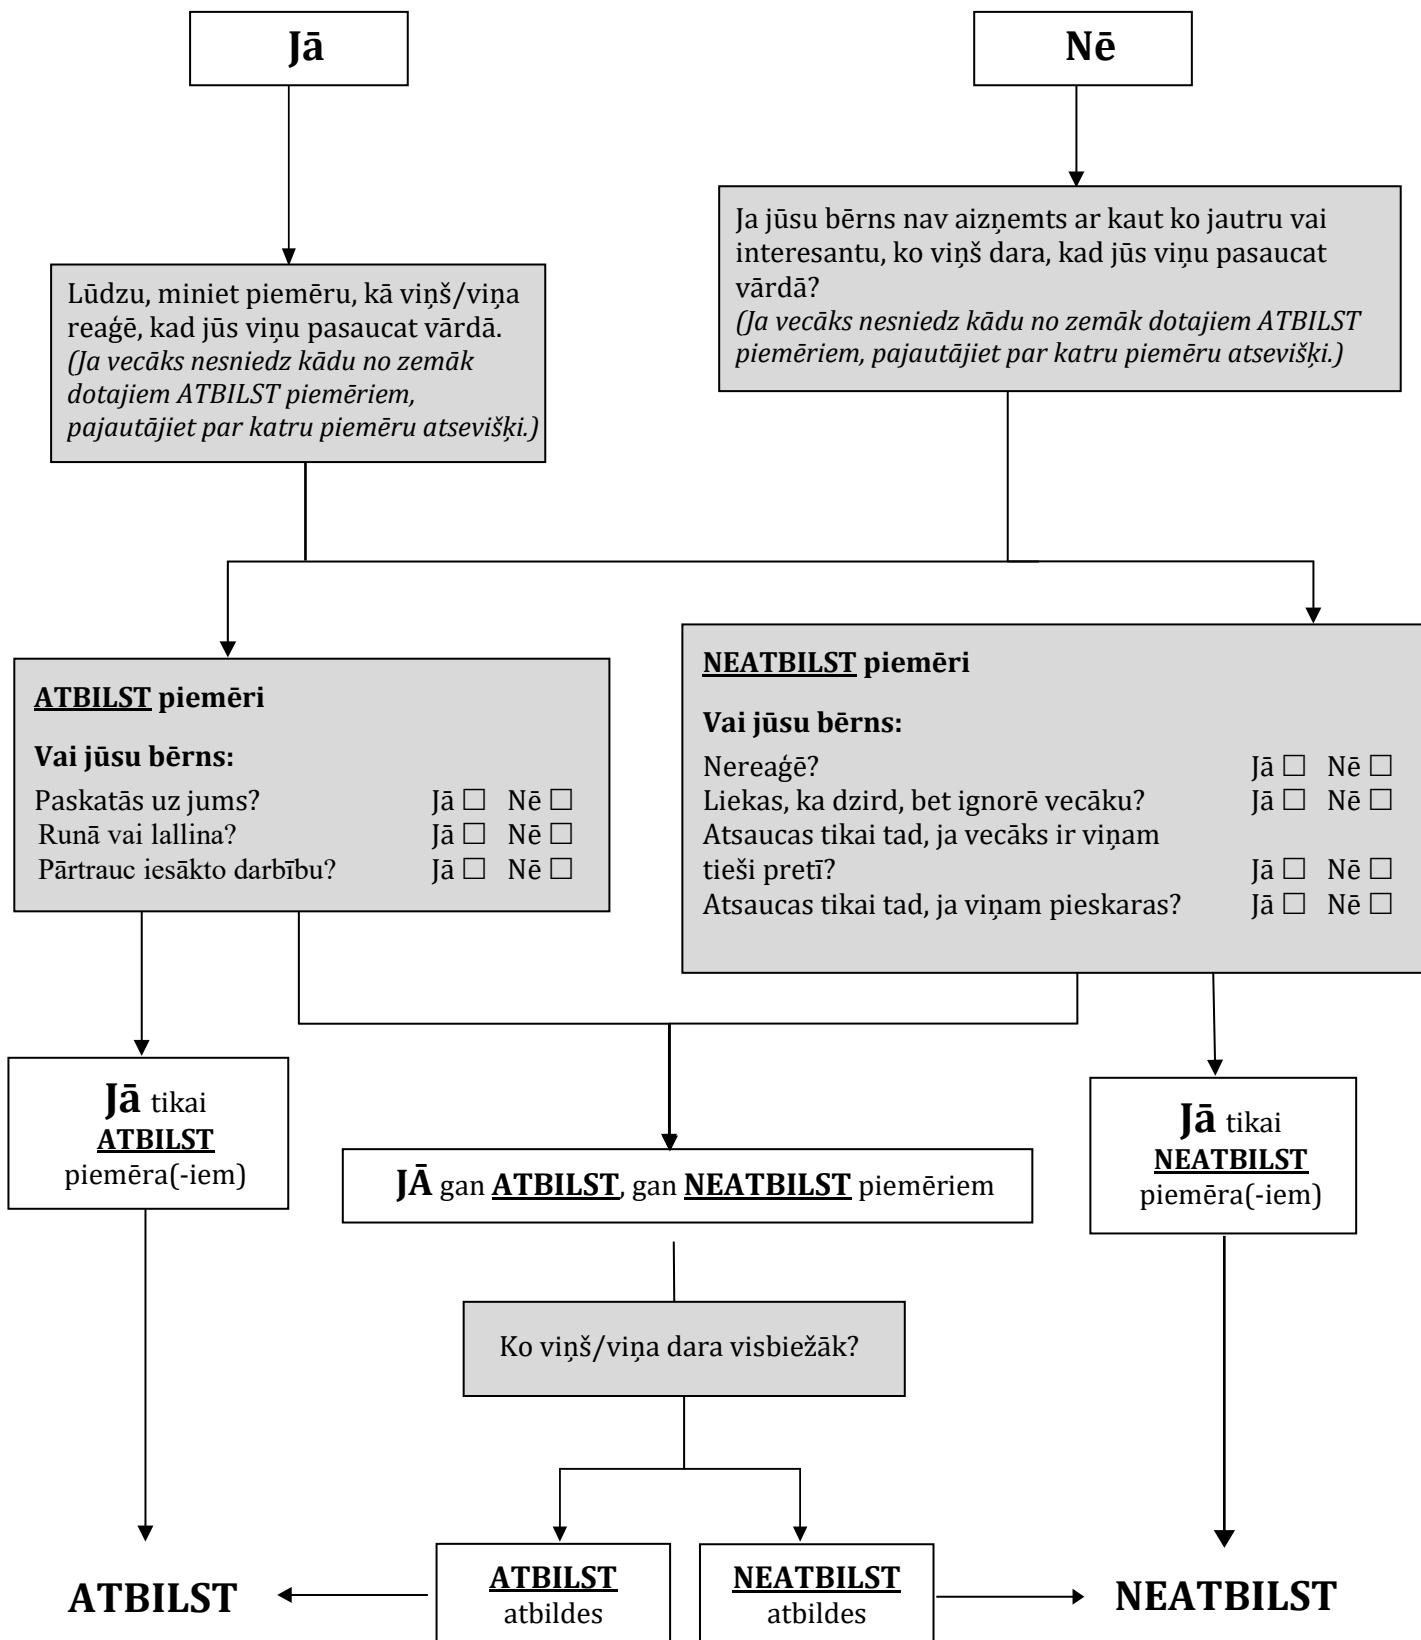 Jā
Nē
Lūdzu, miniet piemēru, kā viņš/viņa
reaģē, kad jūs viņu pasaucat vārdā.
(Ja vecāks nesniedz kādu no zemāk
dotajiem ATBILST piemēriem,
pajautājiet par katru piemēru atsevišķi.)
Ja jūsu bērns nav aizņemts ar kaut ko jautru vai
interesantu, ko viņš dara, kad jūs viņu pasaucat
vārdā?
(Ja vecāks nesniedz kādu no zemāk dotajiem ATBILST
piemēriem, pajautājiet par katru piemēru atsevišķi.)
ATBILST piemēri
Vai jūsu bērns:
Paskatās uz jums? Jā ☐ Nē ☐
Runā vai lallina? Jā ☐ Nē ☐
Pārtrauc iesākto darbību? Jā ☐ Nē ☐
NEATBILST piemēri
Vai jūsu bērns:
Nereaģē? Jā ☐ Nē ☐
Liekas, ka dzird, bet ignorē vecāku? Jā ☐ Nē ☐
Atsaucas tikai tad, ja vecāks ir viņam
tieši pretī? Jā ☐ Nē ☐
Atsaucas tikai tad, ja viņam pieskaras? Jā ☐ Nē ☐
Jā tikai
ATBILST
piemēra(-iem)
JĀ gan ATBILST, gan NEATBILST piemēriem
Jā tikai
NEATBILST
piemēra(-iem)
Ko viņš/viņa dara visbiežāk?
ATBILST
ATBILST
atbildes
NEATBILST
atbildes
NEATBILST